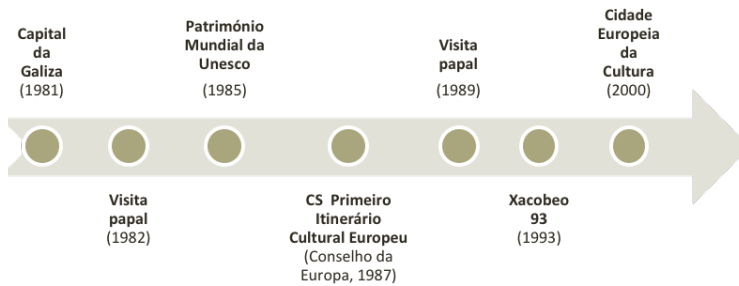 Capital
da
Galiza
(1981)
Visita
papal
(1982)
Património
Mundial da
Unesco
(1985)
CS Primeiro
Itinerário
Cultural Europeu
(Conselho da
Europa, 1987)
Visita
papal
(1989)
Xacobeo
93
(1993)
Cidade
Europeia
da
Cultura
(2000)